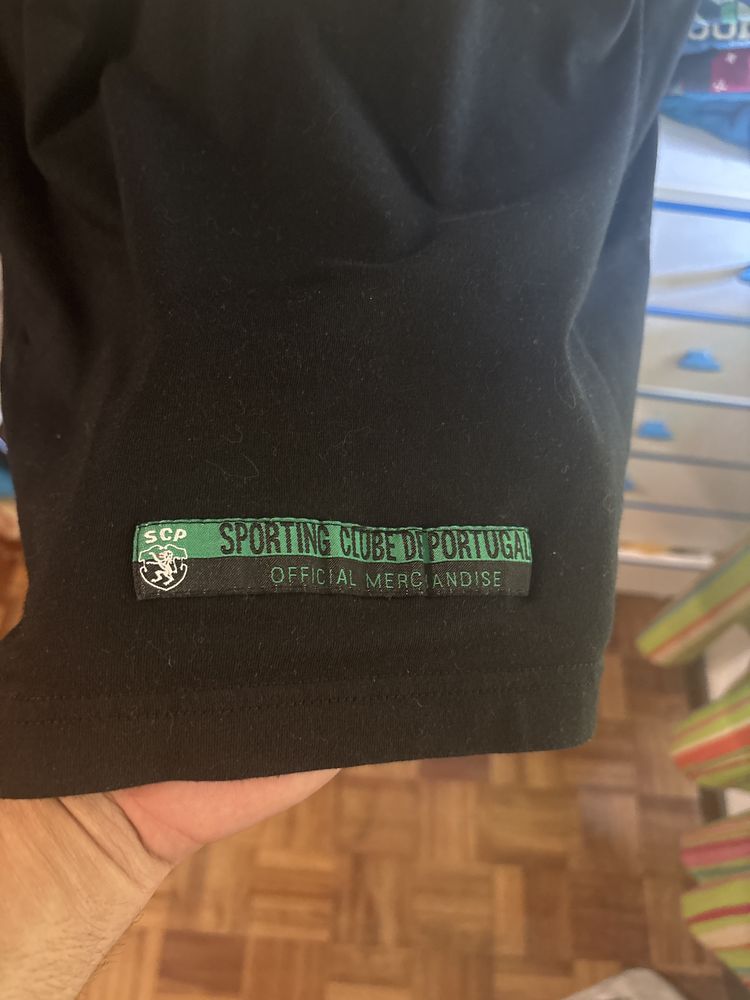 SCP
SPORTING CLUBE DE PORTUGAL
OFFICIAL MERCHANDISE